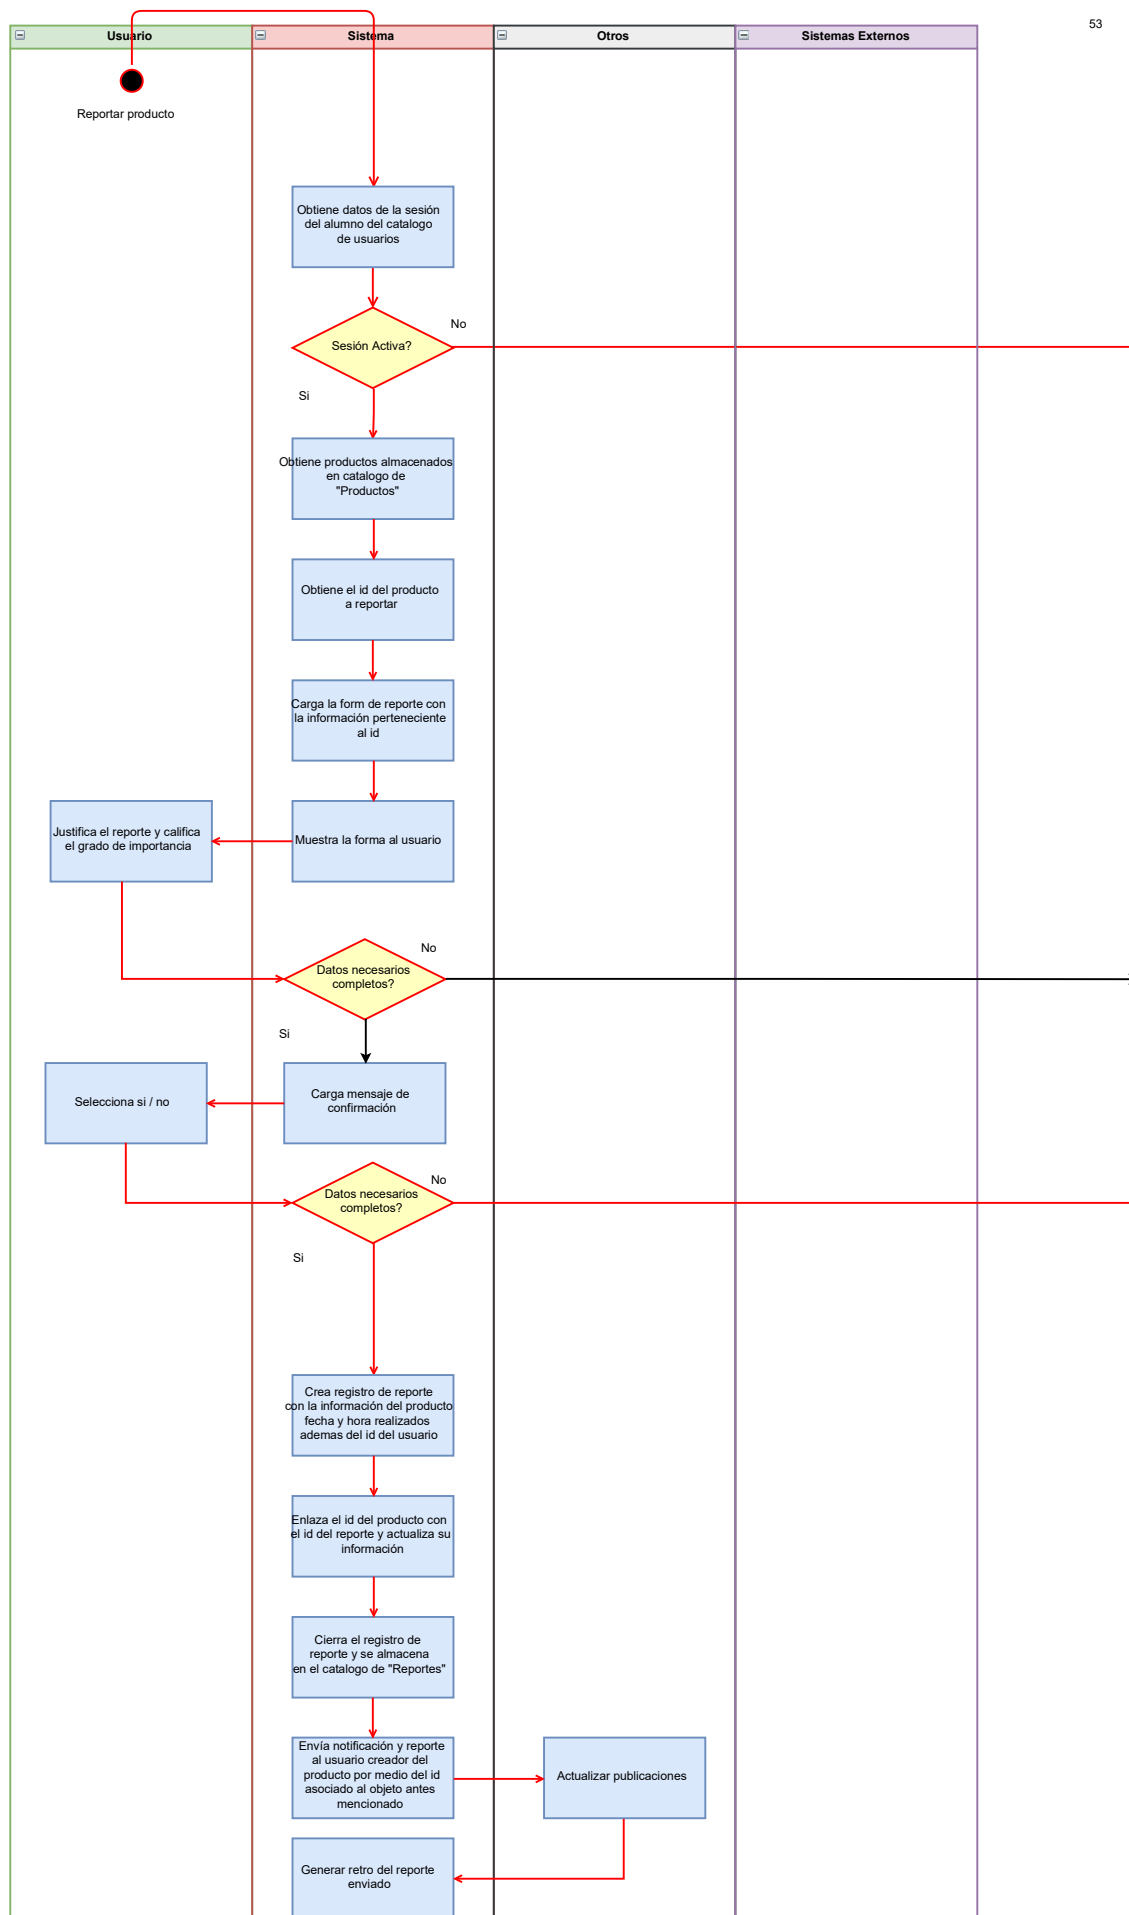 53
Usuario
Sistema
Otros
Sistemas Externos
Reportar producto
Obtiene datos de la sesión
del alumno del catalogo
de usuarios
No
Sesión Activa?
Si
Obtiene productos almacenados
en catalogo de
"Productos"
Obtiene el id del producto
a reportar
Carga la form de reporte con
la información perteneciente
al id
Muestra la forma al usuario
Justifica el reporte y califica
el grado de importancia
No
Datos necesarios
completos?
Si
Carga mensaje de
confirmación
Selecciona si / no
No
Datos necesarios
completos?
Si
Crea registro de reporte
con la información del producto
fecha y hora realizados
ademas del id del usuario
Enlaza el id del producto con
el id del reporte y actualiza su
información
Cierra el registro de
reporte y se almacena
en el catalogo de "Reportes"
Envía notificación y reporte
al usuario creador del
producto por medio del id
asociado al objeto antes
mencionado
Actualizar publicaciones
Generar retro del reporte
enviado